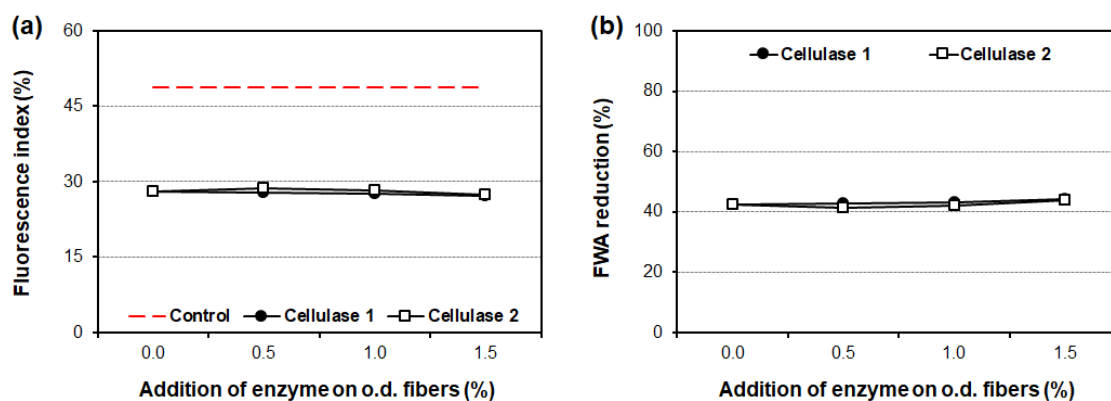 (a)
Fluorescence index (%)
60
45
30
15
0
Control Cellulase 1 Cellulase 2
0.0 0.5 1.0 1.5
Addition of enzyme on o.d. fibers (%)
(b)
FWA reduction (%)
100
80
60
40
20
0
Cellulase 1 Cellulase 2
0.0 0.5 1.0 1.5
Addition of enzyme on o.d. fibers (%)